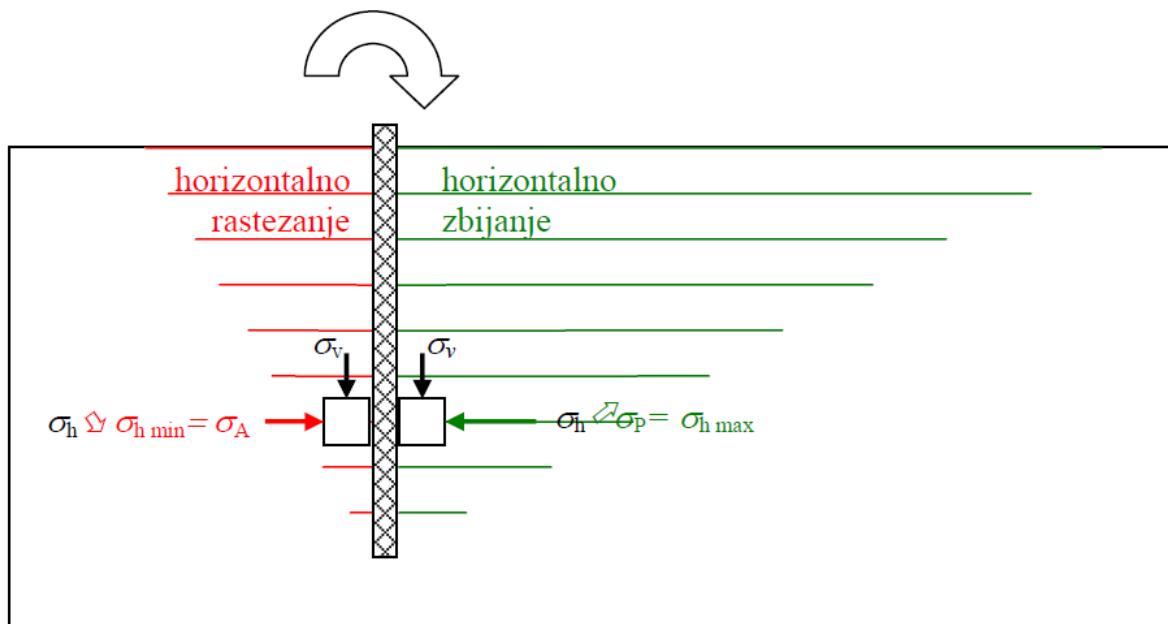 horizontalno horizontalno
rastezanje zbijanje
σv σv
σh ⇘ σh min = σA σh ⇗ σP = σh max